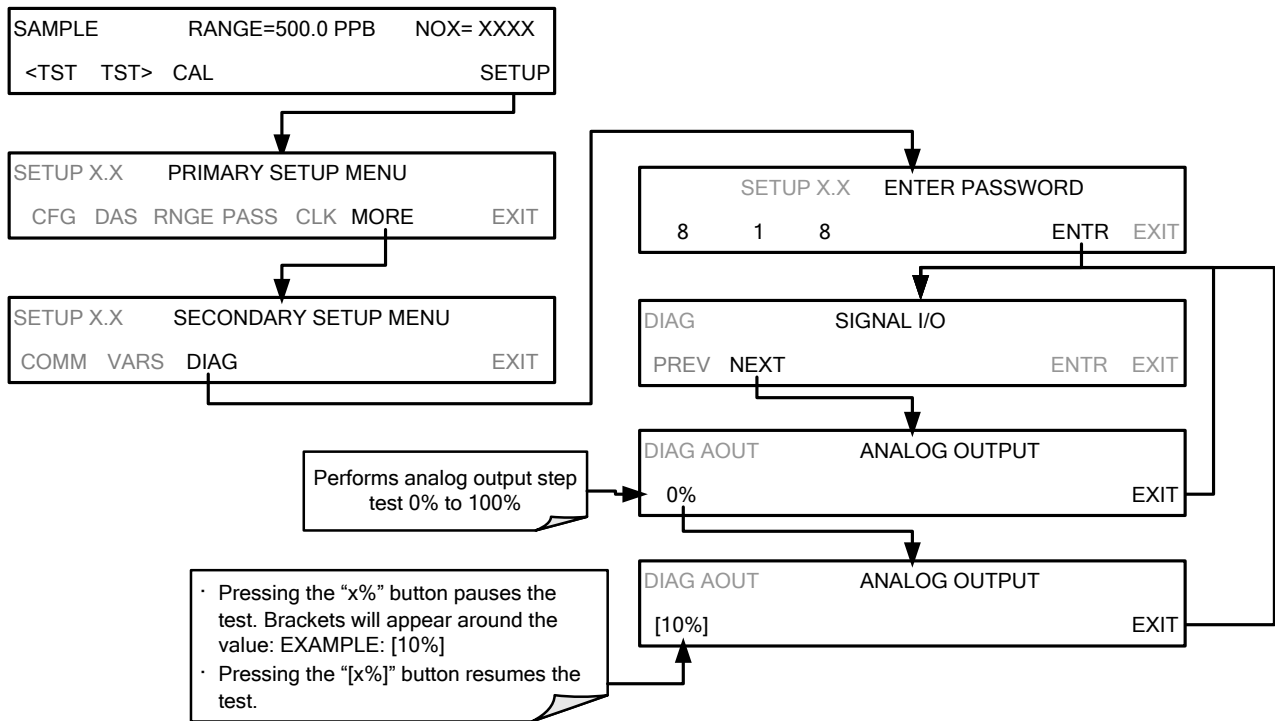 SAMPLE RANGE=500.0 PPB NOX= XXXX
<TST TST> CAL SETUP
SETUP X.X PRIMARY SETUP MENU
CFG DAS RNGE PASS CLK MORE EXIT
SETUP X.X SECONDARY SETUP MENU
COMM VARS DIAG EXIT
SETUP X.X ENTER PASSWORD
8 1 8 ENTR EXIT
DIAG SIGNAL I/O
PREV NEXT ENTR EXIT
DIAG AOUT ANALOG OUTPUT
0% EXIT
Performs analog output step
test 0% to 100%
DIAG AOUT ANALOG OUTPUT
[10%] EXIT
· Pressing the “x%” button pauses the
test. Brackets will appear around the
value: EXAMPLE: [10%]
· Pressing the “[x%]” button resumes the
test.